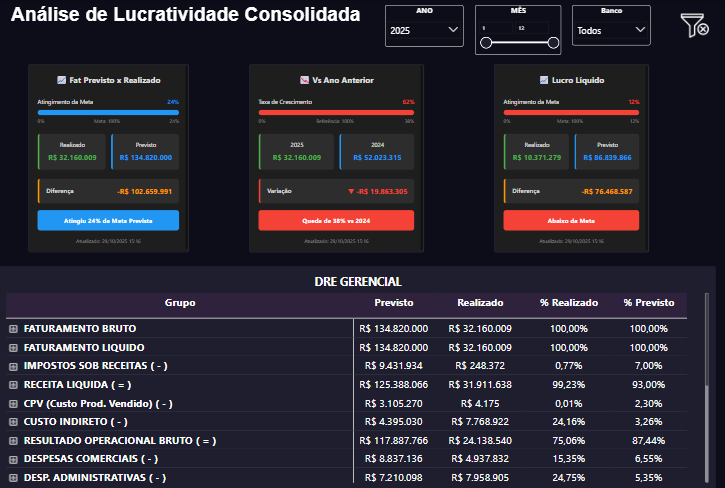 Análise de Lucratividade Consolidada
ANO
2025
MÊS
1 12
Banco
Todos
Fat Previsto x Realizado
Atingimento da Meta 24%
0% Meta: 100% 24%
Realizado
R$ 32.160.009
Previsto
R$ 134.820.000
Diferença -R$ 102.659.991
Atingiu 24% da Meta Prevista
Atualizado: 29/10/2025 15:16
Vs Ano Anterior
Taxa de Crescimento 62%
0% Referência: 100% 38%
2025
R$ 32.160.009
2024
R$ 52.023.315
Variação ▼ -R$ 19.863.305
Queda de 38% vs 2024
Atualizado: 29/10/2025 15:16
Lucro Líquido
Atingimento da Meta 12%
0% Meta: 100% 12%
Realizado
R$ 10.371.279
Previsto
R$ 86.839.866
Diferença -R$ 76.468.587
Abaixo da Meta
Atualizado: 29/10/2025 15:16
DRE GERENCIAL
Grupo Previsto Realizado % Realizado % Previsto
FATURAMENTO BRUTO R$ 134.820.000 R$ 32.160.009 100,00% 100,00%
FATURAMENTO LIQUIDO R$ 134.820.000 R$ 32.160.009 100,00% 100,00%
IMPOSTOS SOB RECEITAS ( - ) R$ 9.431.934 R$ 248.372 0,77% 7,00%
RECEITA LIQUIDA ( = ) R$ 125.388.066 R$ 31.911.638 99,23% 93,00%
CPV (Custo Prod. Vendido) ( - ) R$ 3.105.270 R$ 4.175 0,01% 2,30%
CUSTO INDIRETO ( - ) R$ 4.395.030 R$ 7.768.922 24,16% 3,26%
RESULTADO OPERACIONAL BRUTO ( = ) R$ 117.887.766 R$ 24.138.540 75,06% 87,44%
DESPESAS COMERCIAIS ( - ) R$ 8.837.136 R$ 4.937.832 15,35% 6,55%
DESP. ADMINISTRATIVAS ( - ) R$ 7.210.098 R$ 7.958.905 24,75% 5,35%